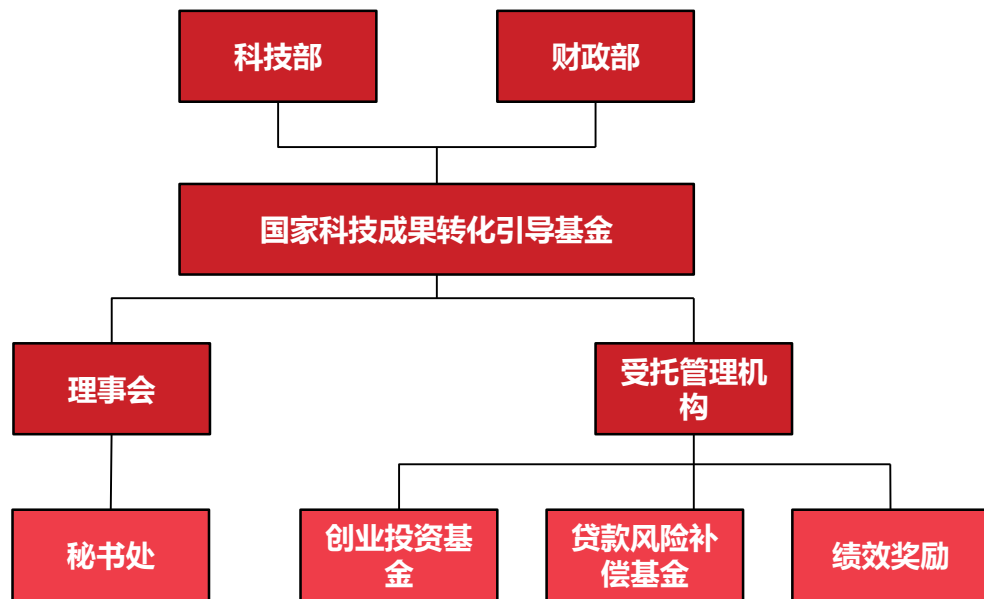 科技部
财政部
国家科技成果转化引导基金
理事会
受托管理机
构
秘书处
创业投资基
金
贷款风险补
偿基金
绩效奖励